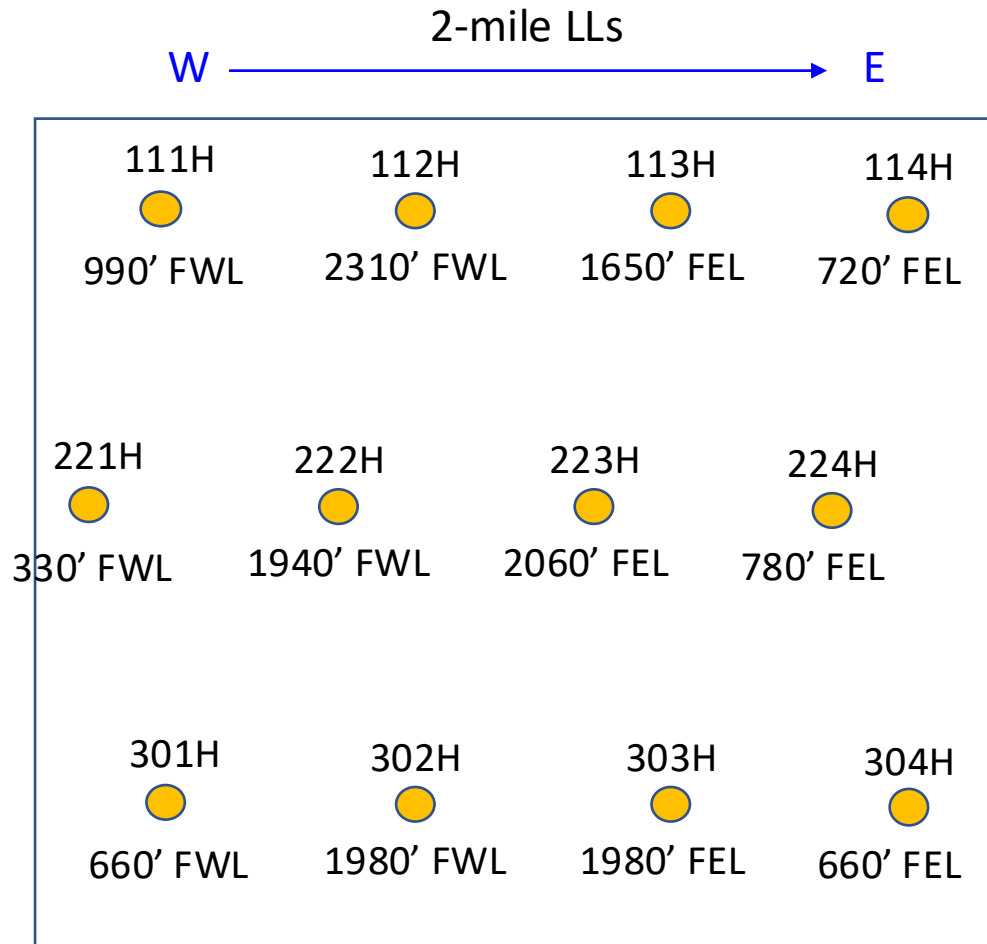 2-mile LLs
W E
111H 112H 113H 114H
990’ FWL 2310’ FWL 1650’ FEL 720’ FEL
221H 222H 223H 224H
330’ FWL 1940’ FWL 2060’ FEL 780’ FEL
301H 302H 303H 304H
660’ FWL 1980’ FWL 1980’ FEL 660’ FEL